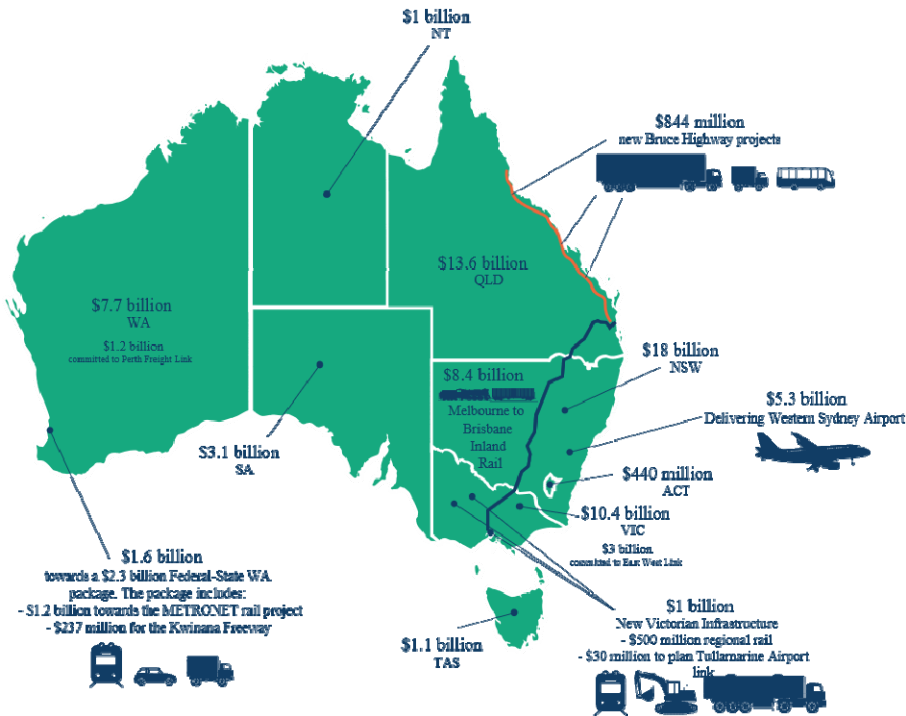 $1 billion
NT
$844 million
new Bruce Highway projects
$13.6 billion
QLD
$7.7 billion
WA
$1.2 billion
committed to Perth Freight Link
$18 billion
NSW
$8.4 billion
Melbourne to
Brisbane
Inland
Rail
$5.3 billion
Delivering Western Sydney Airport
$3.1 billion
SA
$440 million
ACT
$10.4 billion
VIC
$3 billion
committed to East West Link
$1.6 billion
towards a $2.3 billion Federal-State WA
package. The package includes:
- $1.2 billion towards the METRONET rail project
- $237 million for the Kwinana Freeway
$1 billion
New Victorian Infrastructure
- $500 million regional rail
- $30 million to plan Tullamarine Airport
link
$1.1 billion
TAS